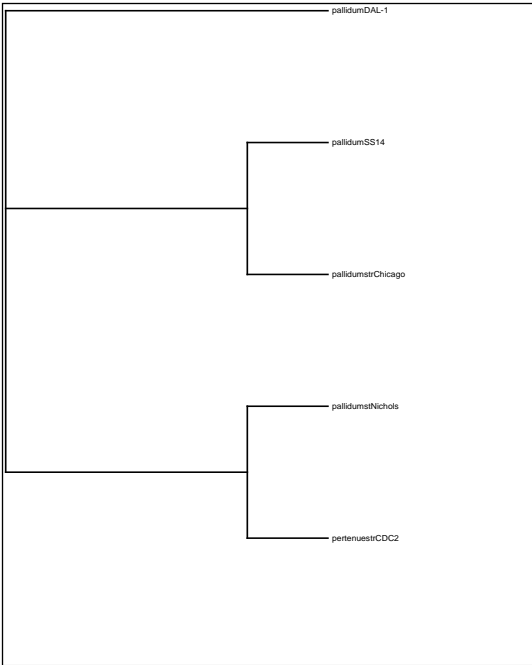 pallidumDAL-1
pallidumSS14
pallidumstrChicago
pallidumstNichols
pertenuestrCDC2